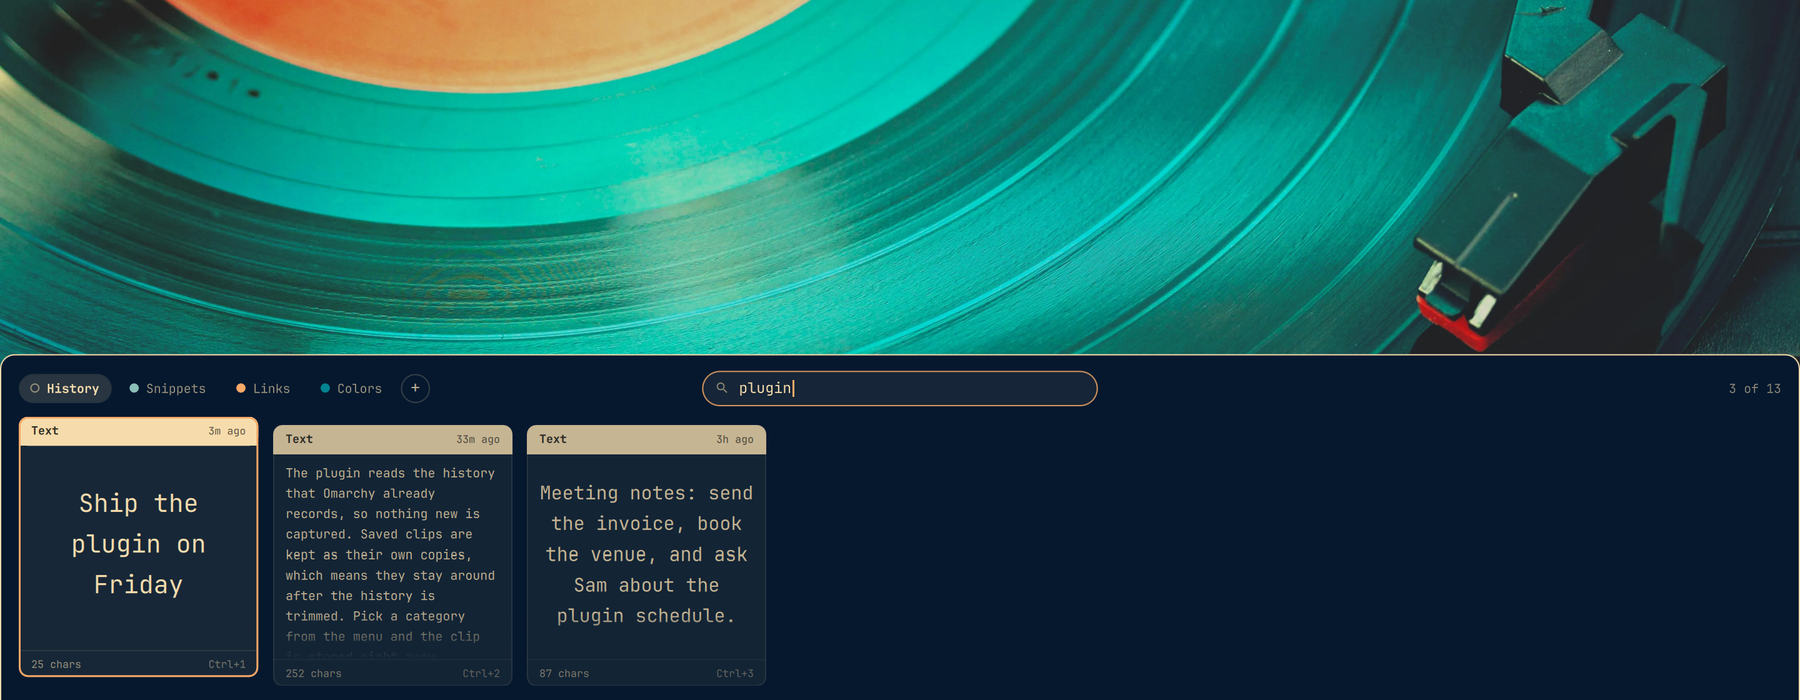 History
Snippets
Links
Colors
+
plugin
3 of 13
Text
3m ago
Ship the
plugin on
Friday
25 chars
Ctrl+1
Text
33m ago
The plugin reads the history
that Omarchy already
records, so nothing new is
captured. Saved clips are
kept as their own copies,
which means they stay around
after the history is
trimmed. Pick a category
from the menu and the clip
252 chars
Ctrl+2
Text
3h ago
Meeting notes: send
the invoice, book
the venue, and ask
Sam about the
plugin schedule.
87 chars
Ctrl+3